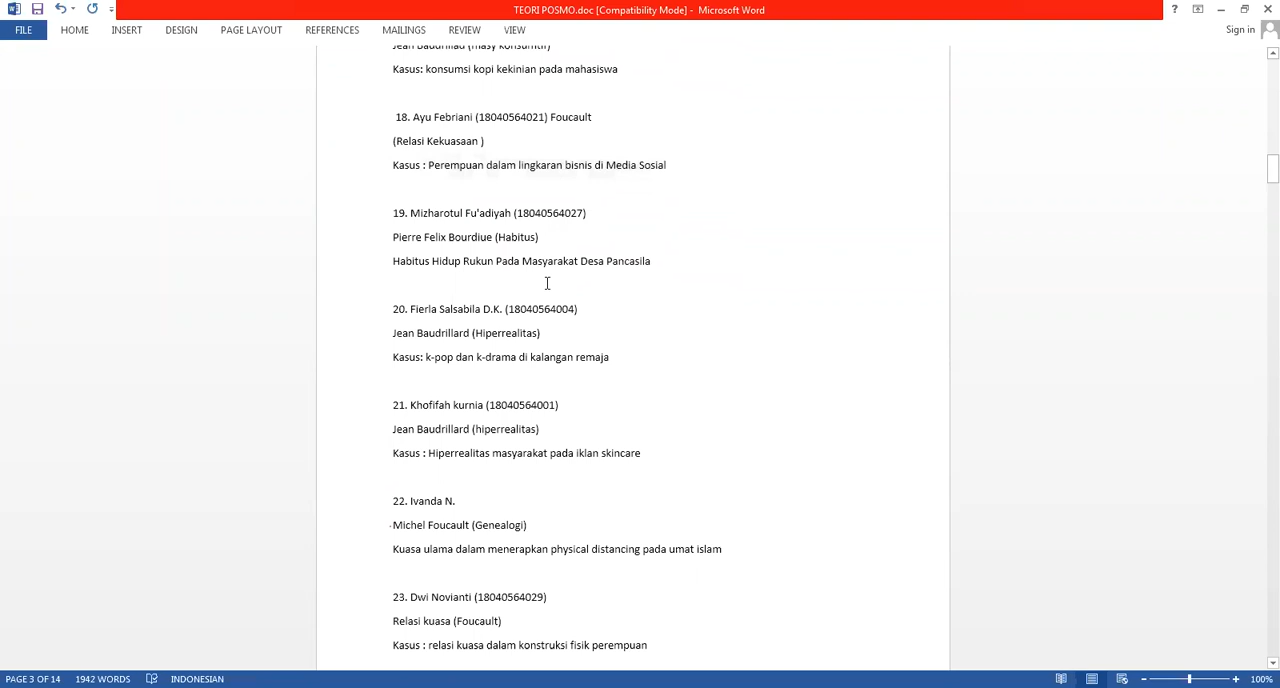 TEORI POSMO.doc [Compatibility Mode] - Microsoft Word
FILE HOME INSERT DESIGN PAGE LAYOUT REFERENCES MAILINGS REVIEW VIEW Sign in
Jean Baudrillad (masy konsumtif)
Kasus: konsumsi kopi kekinian pada mahasiswa
18. Ayu Febriani (18040564021) Foucault
(Relasi Kekuasaan )
Kasus : Perempuan dalam lingkaran bisnis di Media Sosial
19. Mizharotul Fu'adiyah (18040564027)
Pierre Felix Bourdiue (Habitus)
Habitus Hidup Rukun Pada Masyarakat Desa Pancasila
20. Fierla Salsabila D.K. (18040564004)
Jean Baudrillard (Hiperrealitas)
Kasus: k-pop dan k-drama di kalangan remaja
21. Khofifah kurnia (18040564001)
Jean Baudrillard (hiperrealitas)
Kasus : Hiperrealitas masyarakat pada iklan skincare
22. Ivanda N.
Michel Foucault (Genealogi)
Kuasa ulama dalam menerapkan physical distancing pada umat islam
23. Dwi Novianti (18040564029)
Relasi kuasa (Foucault)
Kasus : relasi kuasa dalam konstruksi fisik perempuan
PAGE 3 OF 14 1942 WORDS INDONESIAN 100%